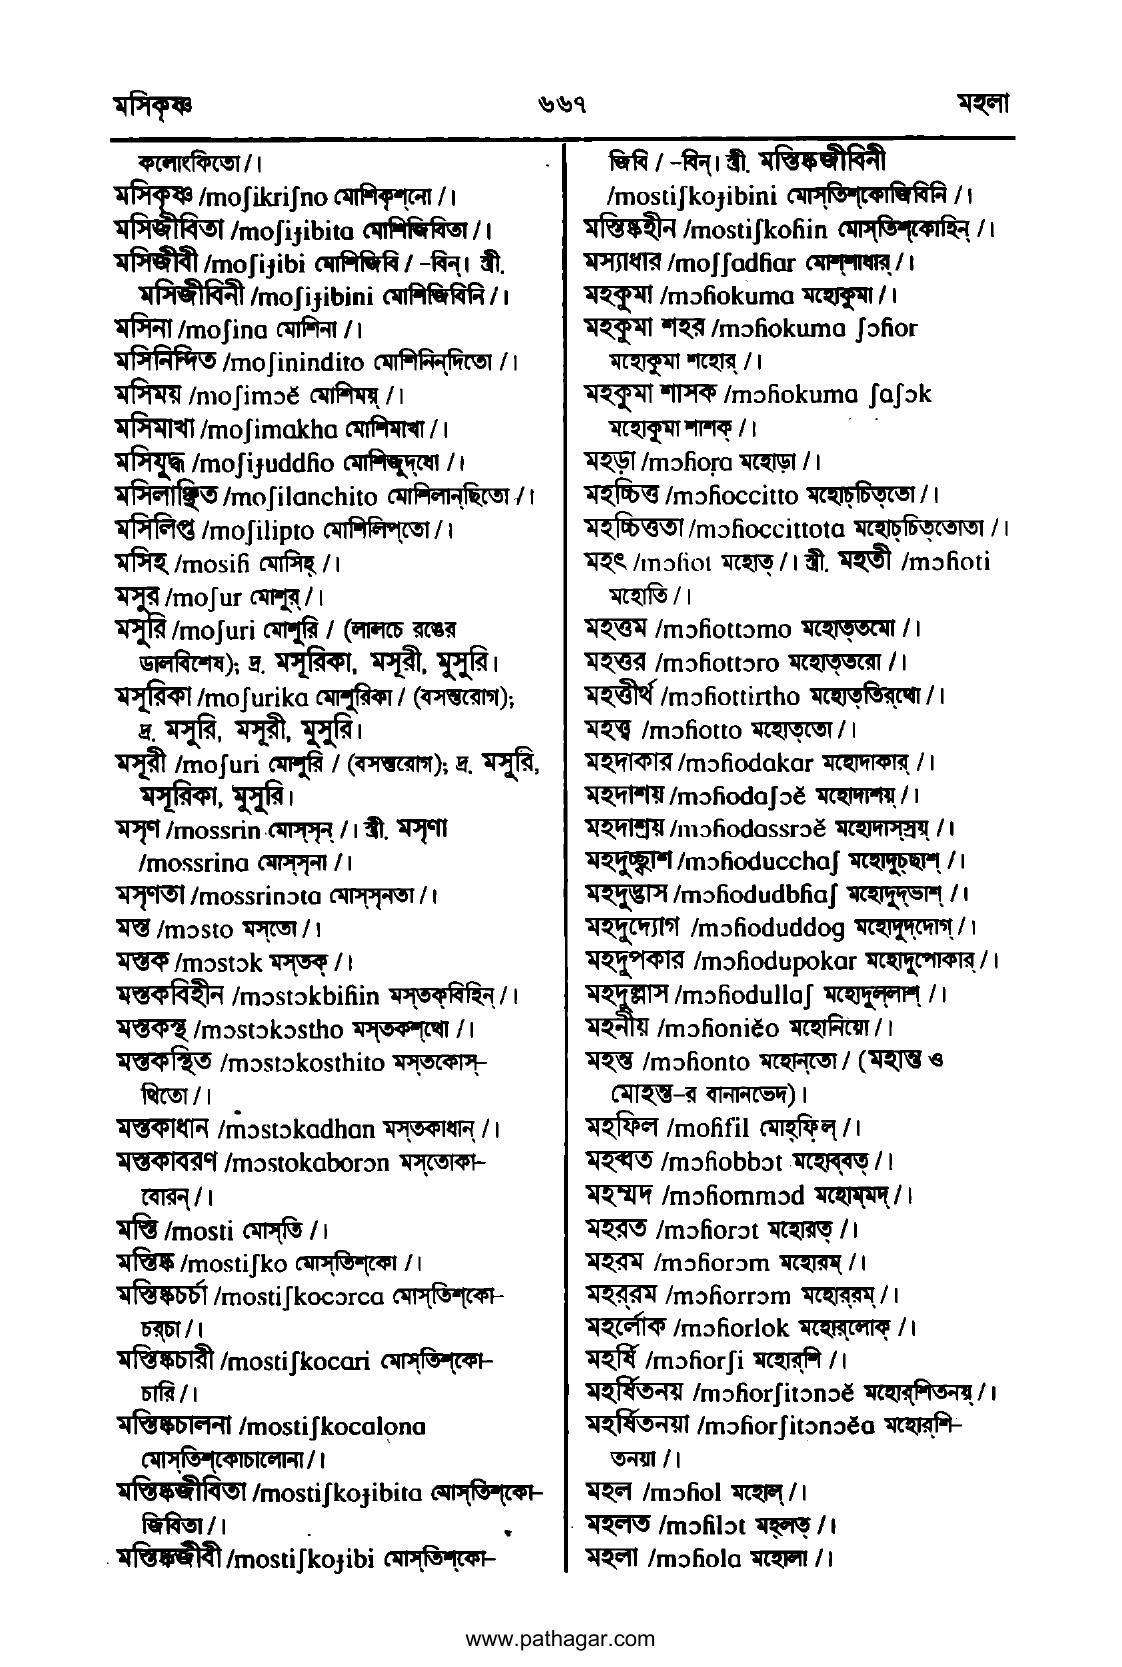 মসিকৃষ্ণ ৬৬৭ মহলা
কলোংকিতো /।
মসিকৃষ্ণ /moʃikriʃno মোশিকৃশ্‌নো /।
মসিজীবিতা /moʃiɟibita মোশিজিবিতা /।
মসিজীবী /moʃiɟibi মোশিজিবি / -বিন্‌। স্ত্রী.
মসিজীবিনী /moʃiɟibini মোশিজিবিনি /।
মসিনা /moʃina মোশিনা /।
মসিনিন্দিত /moʃinindito মোশিনিন্‌দিতো /।
মসিময় /moʃimɔĕ মোশিময়্‌ /।
মসিমাখা /moʃimakha মোশিমাখা /।
মসিযুদ্ধ /moʃiɟuddɦo মোশিজুদ্‌ধো /।
মসিলাঞ্ছিত /moʃilanchito মোশিলান্‌ছিতো /।
মসিলিপ্ত /moʃilipto মোশিলিপ্‌তো /।
মসিহ /mosiɦ মোসিহ্‌ /।
মসুর /moʃur মোশুর্‌ /।
মসুরি /moʃuri মোশুরি / (লালচে রঙের
ডালবিশেষ); দ্র. মসূরিকা, মসূরী, মুসুরি।
মসূরিকা /moʃurika মোশুরিকা / (বসন্তরোগ);
দ্র. মসুরি, মসূরী, মুসুরি।
মসূরী /moʃuri মোশুরি / (বসন্তরোগ); দ্র. মসুরি,
মসূরিকা, মুসুরি।
মসৃণ /mossrin মোস্‌সৃন্‌ /। স্ত্রী. মসৃণা
/mossrina মোস্‌সৃনা /।
মসৃণতা /mossrinɔta মোস্‌সৃনতা /।
মস্ত /mɔsto মস্‌তো /।
মস্তক /mɔstɔk মস্‌তক্‌ /।
মস্তকবিহীন /mɔstɔkbiɦin মস্‌তক্‌বিহিন্‌ /।
মস্তকস্থ /mɔstɔkɔstho মস্‌তকশ্‌থো /।
মস্তকস্থিত /mɔstɔkosthito মস্‌তকোস্‌-
থিতো /।
মস্তকাধান /mɔstɔkadhan মস্‌তকাধান্‌ /।
মস্তকাবরণ /mɔstokaborɔn মস্‌তোকা-
বোরন্‌ /।
মস্তি /mosti মোস্‌তি /।
মস্তিষ্ক /mostiʃko মোস্‌তিশ্‌কো /।
মস্তিষ্কচর্চা /mostiʃkocɔrca মোস্‌তিশ্‌কো-
চর্‌চা /।
মস্তিষ্কচারী /mostiʃkocari মোস্‌তিশ্‌কো-
চারি /।
মস্তিষ্কচালনা /mostiʃkocalona
মোস্‌তিশ্‌কোচালোনা /।
মস্তিষ্কজীবিতা /mostiʃkoɟibita মোস্‌তিশ্‌কো-
জিবিতা /।
মস্তিষ্কজীবী /mostiʃkoɟibi মোস্‌তিশ্‌কো-
জিবি / -বিন্‌। স্ত্রী. মস্তিষ্কজীবিনী
/mostiʃkoɟibini মোস্‌তিশ্‌কোজিবিনি /।
মস্তিষ্কহীন /mostiʃkoɦin মোস্‌তিশ্‌কোহিন্‌ /।
মস্যাধার /moʃʃadɦar মোশ্‌শাধার্‌ /।
মহকুমা /mɔɦokuma মহোকুমা /।
মহকুমা শহর /mɔɦokuma ʃɔɦor
মহোকুমা শহোর্‌ /।
মহকুমা শাসক /mɔɦokuma ʃaʃɔk
মহোকুমা শাশক্‌ /।
মহড়া /mɔɦoɽa মহোড়া /।
মহচ্চিত্ত /mɔɦoccitto মহোচ্‌চিত্‌তো /।
মহচ্চিত্ততা /mɔɦoccittota মহোচ্‌চিত্‌তোতা /।
মহৎ /mɔɦot মহোত্‌ /। স্ত্রী. মহতী /mɔɦoti
মহোতি /।
মহত্তম /mɔɦottɔmo মহোত্‌তমো /।
মহত্তর /mɔɦottɔro মহোত্‌তরো /।
মহত্তীর্থ /mɔɦottirtho মহোত্‌তির্‌থো /।
মহত্ত্ব /mɔɦotto মহোত্‌তো /।
মহদাকার /mɔɦodakar মহোদাকার্‌ /।
মহদাশয় /mɔɦodaʃɔĕ মহোদাশয়্‌ /।
মহদাশ্রয় /mɔɦodassrɔĕ মহোদাস্‌স্রয়্‌ /।
মহদুচ্ছ্বাস /mɔɦoducchaʃ মহোদুচ্‌ছাশ্‌ /।
মহদুদ্ভাস /mɔɦodudbɦaʃ মহোদুদ্‌ভাশ্‌ /।
মহদুদ্যোগ /mɔɦoduddog মহোদুদ্‌দোগ্‌ /।
মহদুপকার /mɔɦodupokar মহোদুপোকার্‌ /।
মহদুল্লাস /mɔɦodullaʃ মহোদুল্‌লাশ্‌ /।
মহনীয় /mɔɦoniĕo মহোনিয়ো /।
মহন্ত /mɔɦonto মহোন্‌তো / (মহান্ত ও
মোহন্ত-র বানানভেদ)।
মহফিল /moɦfil মোহ্‌ফিল্‌ /।
মহব্বত /mɔɦobbɔt মহোব্‌বত্‌ /।
মহম্মদ /mɔɦommɔd মহোম্‌মদ্‌ /।
মহরত /mɔɦorɔt মহোরত্‌ /।
মহরম /mɔɦorɔm মহোরম্‌ /।
মহর্‌রম /mɔɦorrɔm মহোর্‌রম্‌ /।
মহর্লোক /mɔɦorlok মহোর্‌লোক্‌ /।
মহর্ষি /mɔɦorʃi মহোর্‌শি /।
মহর্ষিতনয় /mɔɦorʃitɔnɔĕ মহোর্‌শিতনয়্‌ /।
মহর্ষিতনয়া /mɔɦorʃitɔnɔĕa মহোর্‌শি-
তনয়া /।
মহল /mɔɦol মহোল্‌ /।
মহলত /mɔɦlɔt মহ্‌লত্‌ /।
মহলা /mɔɦola মহোলা /।
www.pathagar.com